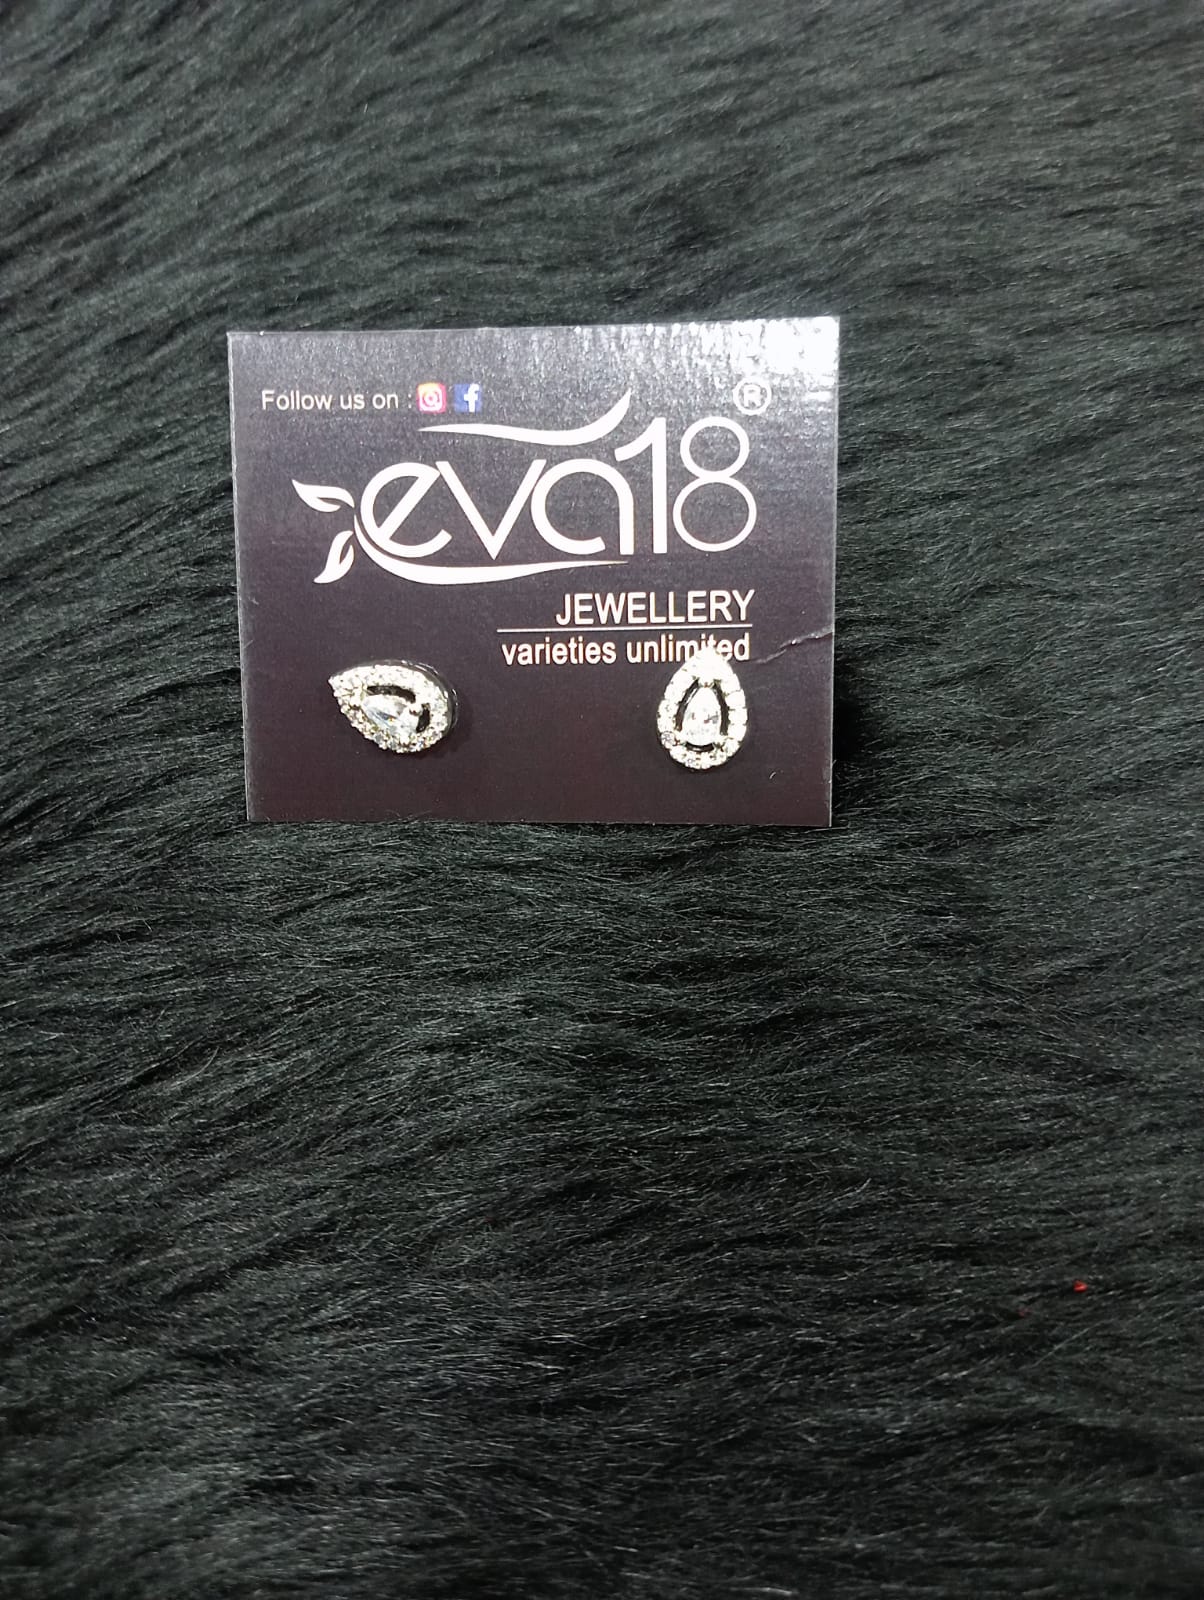 Follow us on :
®
eva18
JEWELLERY
varieties unlimited